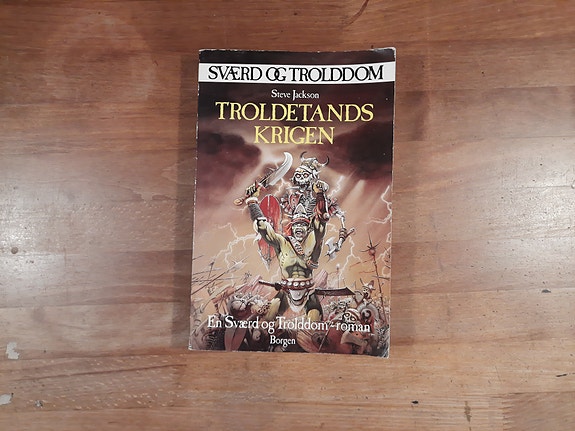 SVÆRD OG TROLDDOM
Steve Jackson
TROLDETANDS
KRIGEN
En Sværd og Trolddom-roman
Borgen